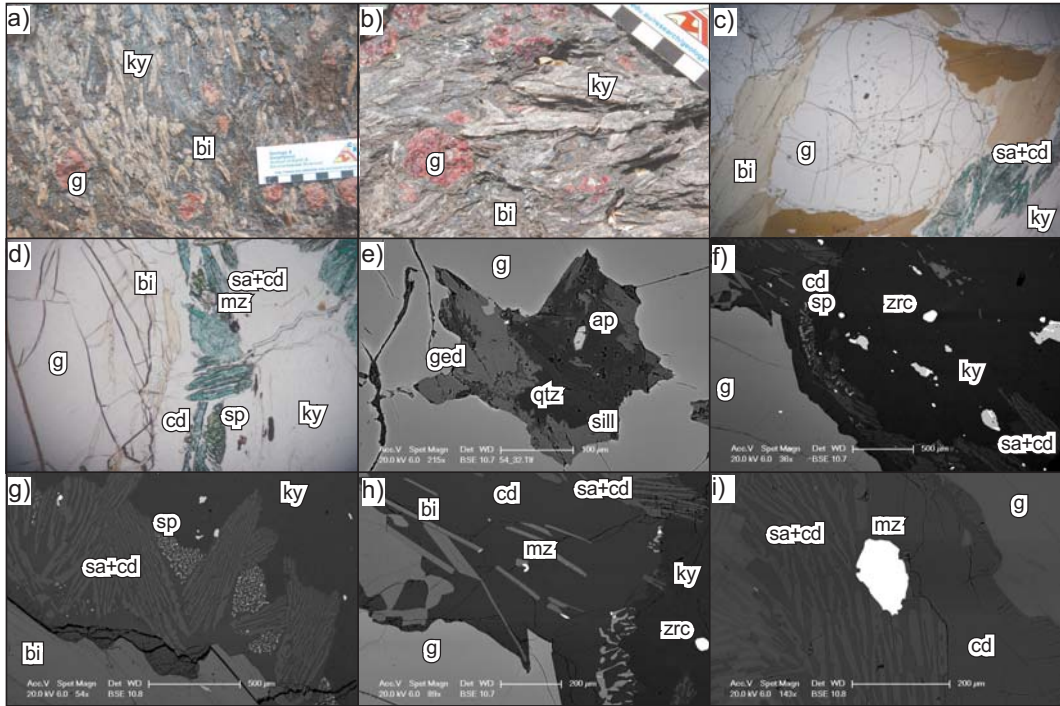 a)
ky
bi
g
b)
ky
g
bi
c)
bi
g
sa+cd
ky
d)
bi
sa+cd
mz
g
cd
sp
ky
e)
g
ap
ged
qtz
sill
Acc.V Spot Magn Det WD
20.0 kV 6.0 215x BSE 10.7 54_32.TIf
100 µm
f)
cd
sp
zrc
g
ky
sa+cd
Acc.V Spot Magn Det WD
20.0 kV 6.0 36x BSE 10.7
500 µm
g)
ky
sp
sa+cd
bi
Acc.V Spot Magn Det WD
20.0 kV 6.0 54x BSE 10.8
500 µm
h)
cd
sa+cd
bi
mz
ky
zrc
g
Acc.V Spot Magn Det WD
20.0 kV 6.0 89x BSE 10.7
200 µm
i)
g
sa+cd
mz
cd
Acc.V Spot Magn Det WD
20.0 kV 6.0 143x BSE 10.8
200 µm